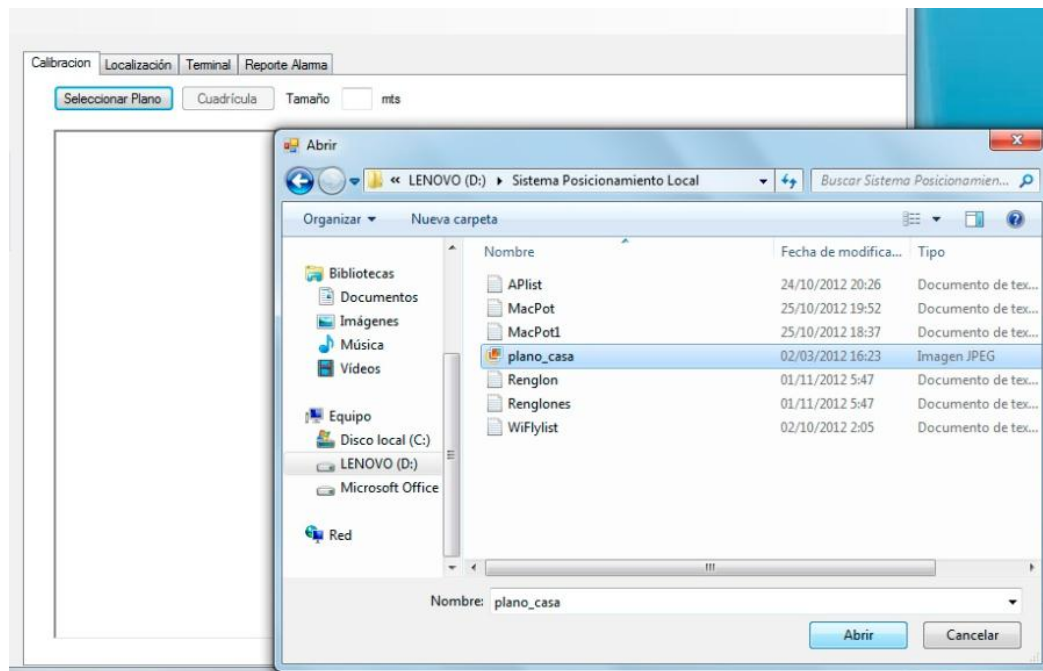 Calibracion Localización Terminal Reporte Alarma
Seleccionar Plano Cuadrícula Tamaño mts
Abrir
« LENOVO (D:) Sistema Posicionamiento Local Buscar Sistema Posicionamien...
Organizar Nueva carpeta
Nombre Fecha de modifica... Tipo
Bibliotecas
Documentos
Imágenes
Música
Vídeos
Equipo
Disco local (C:)
LENOVO (D:)
Microsoft Office
Red
APlist 24/10/2012 20:26 Documento de tex...
MacPot 25/10/2012 19:52 Documento de tex...
MacPot1 25/10/2012 18:37 Documento de tex...
plano_casa 02/03/2012 16:23 Imagen JPEG
Renglon 01/11/2012 5:47 Documento de tex...
Renglones 01/11/2012 5:47 Documento de tex...
WiFlylist 02/10/2012 2:05 Documento de tex...
Nombre: plano_casa
Abrir Cancelar